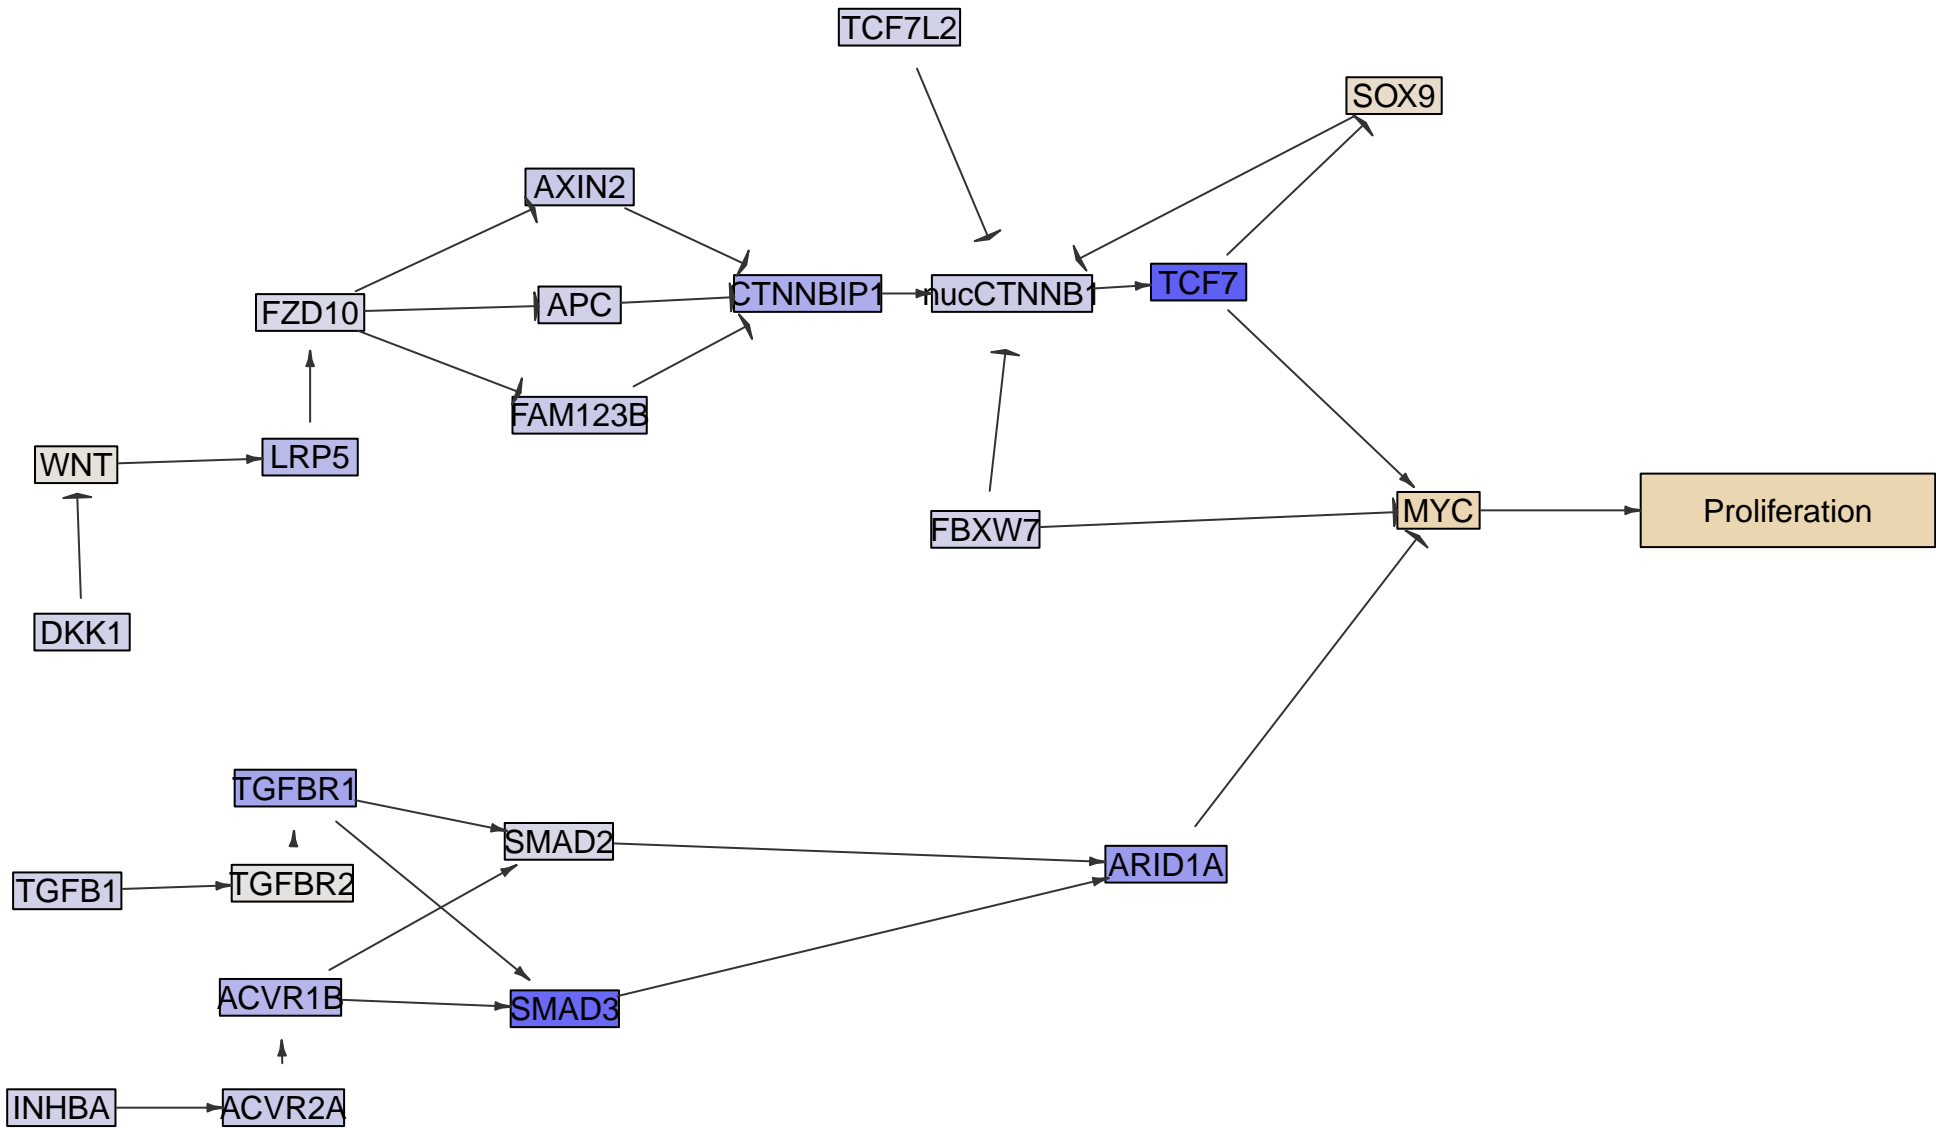 TCF7L2
SOX9
AXIN2
FZD10
APC
CTNNBIP1
nucCTNNB1
TCF7
FAM123B
WNT
LRP5
FBXW7
MYC
Proliferation
DKK1
TGFBR1
SMAD2
ARID1A
TGFB1
TGFBR2
ACVR1B
SMAD3
INHBA
ACVR2A